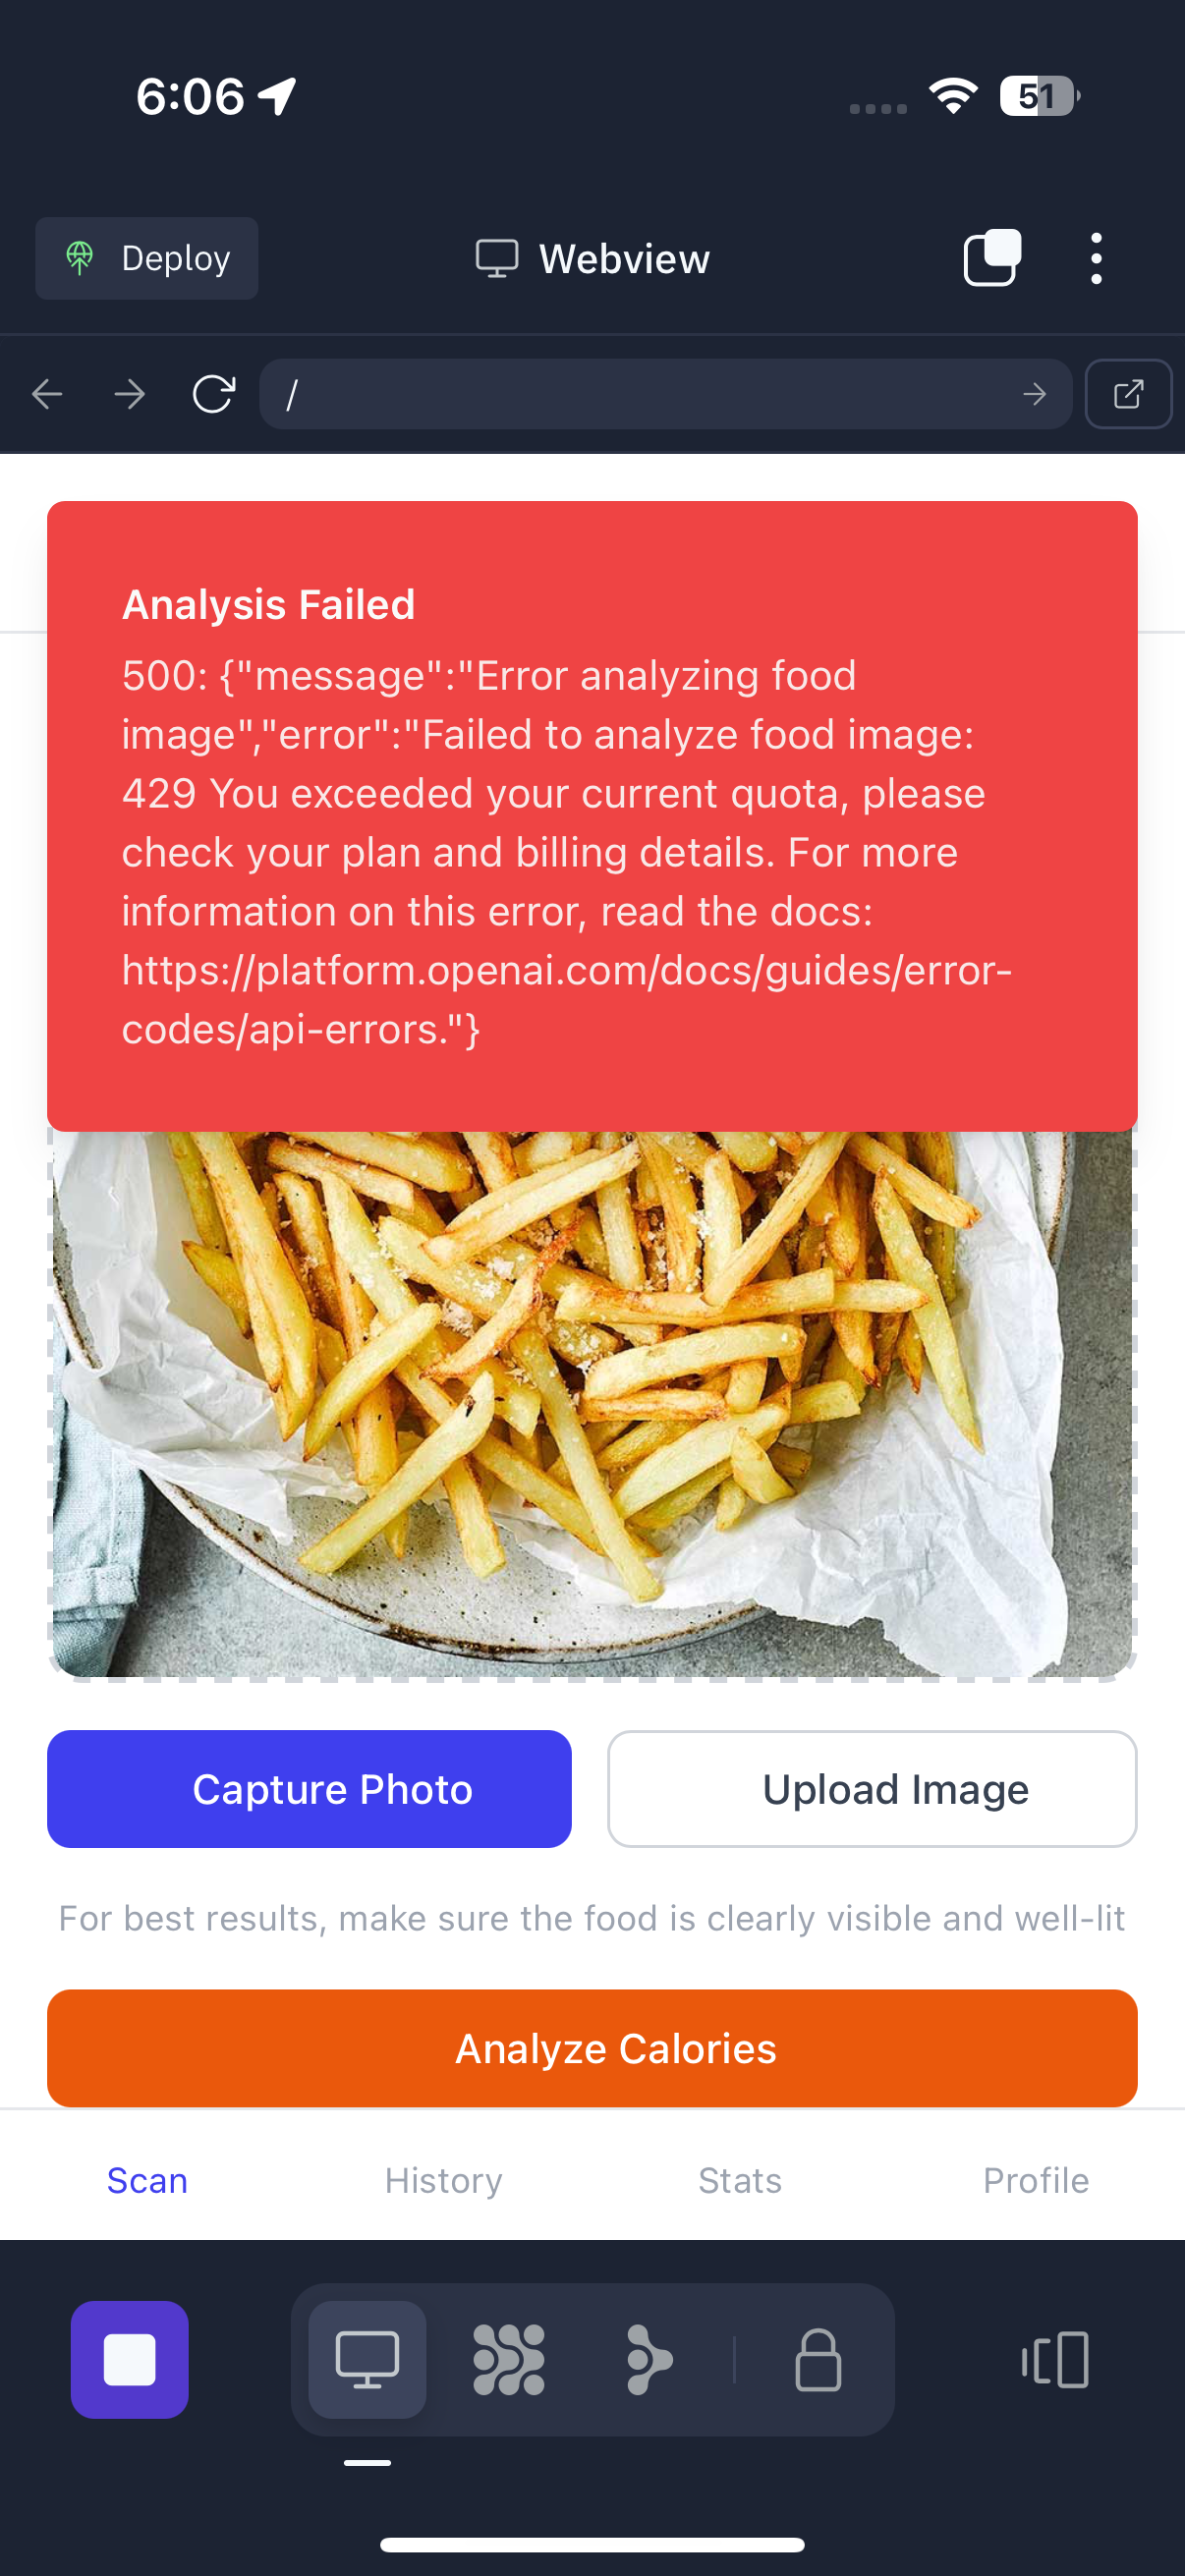 6:06
51
Deploy
Webview
/
Analysis Failed
500: {"message":"Error analyzing food
image","error":"Failed to analyze food image:
429 You exceeded your current quota, please
check your plan and billing details. For more
information on this error, read the docs:
https://platform.openai.com/docs/guides/error-
codes/api-errors."}
Capture Photo
Upload Image
For best results, make sure the food is clearly visible and well-lit
Analyze Calories
Scan
History
Stats
Profile